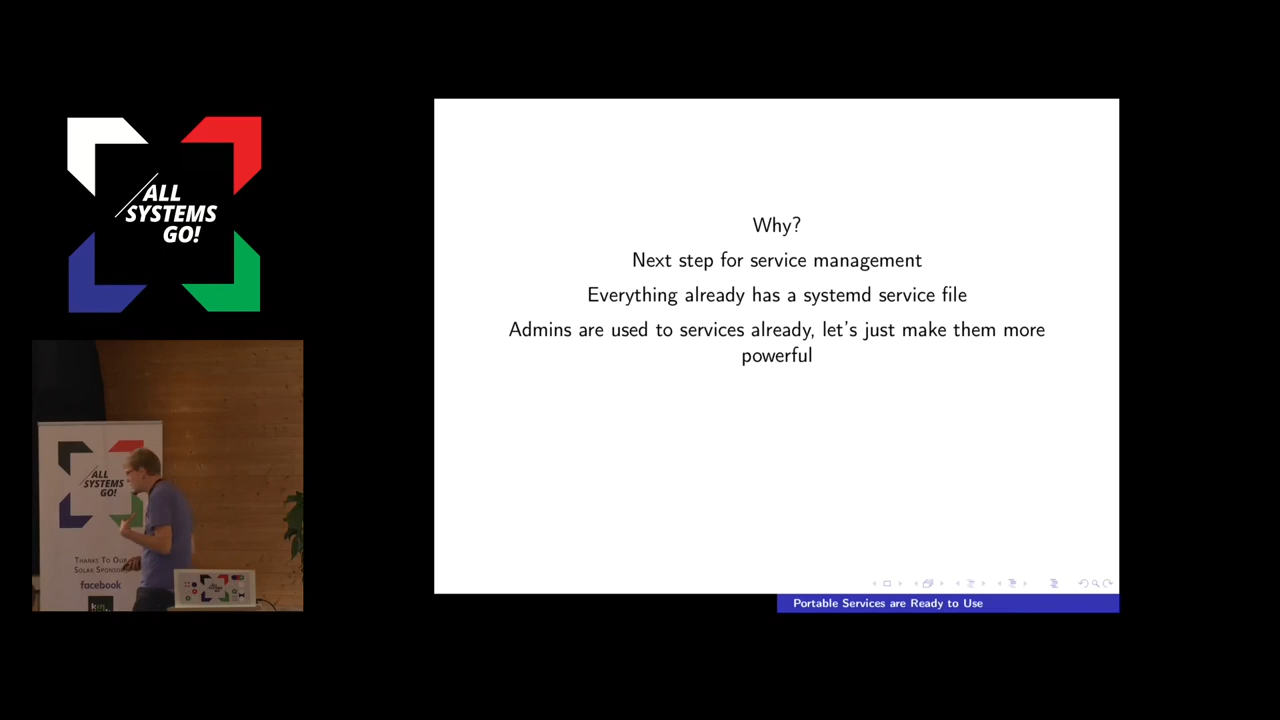 ALL
SYSTEMS
GO!
Why?
Next step for service management
Everything already has a systemd service file
Admins are used to services already, let's just make them more
powerful
Portable Services are Ready to Use
ALL
SYSTEMS
GO!
THANKS TO OUR
SOLAR
facebook